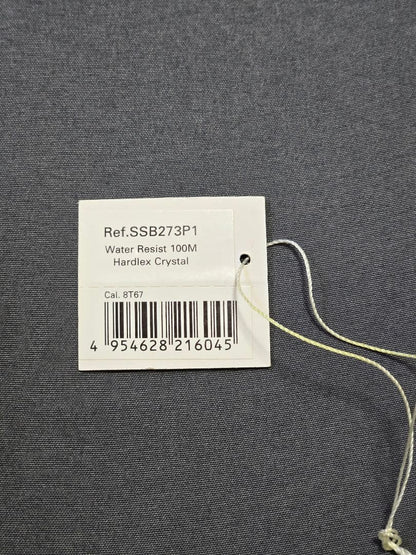 Ref.SSB273P1
Water Resist 100M
Hardlex Crystal
Cal. 8T67
4 954628 216045